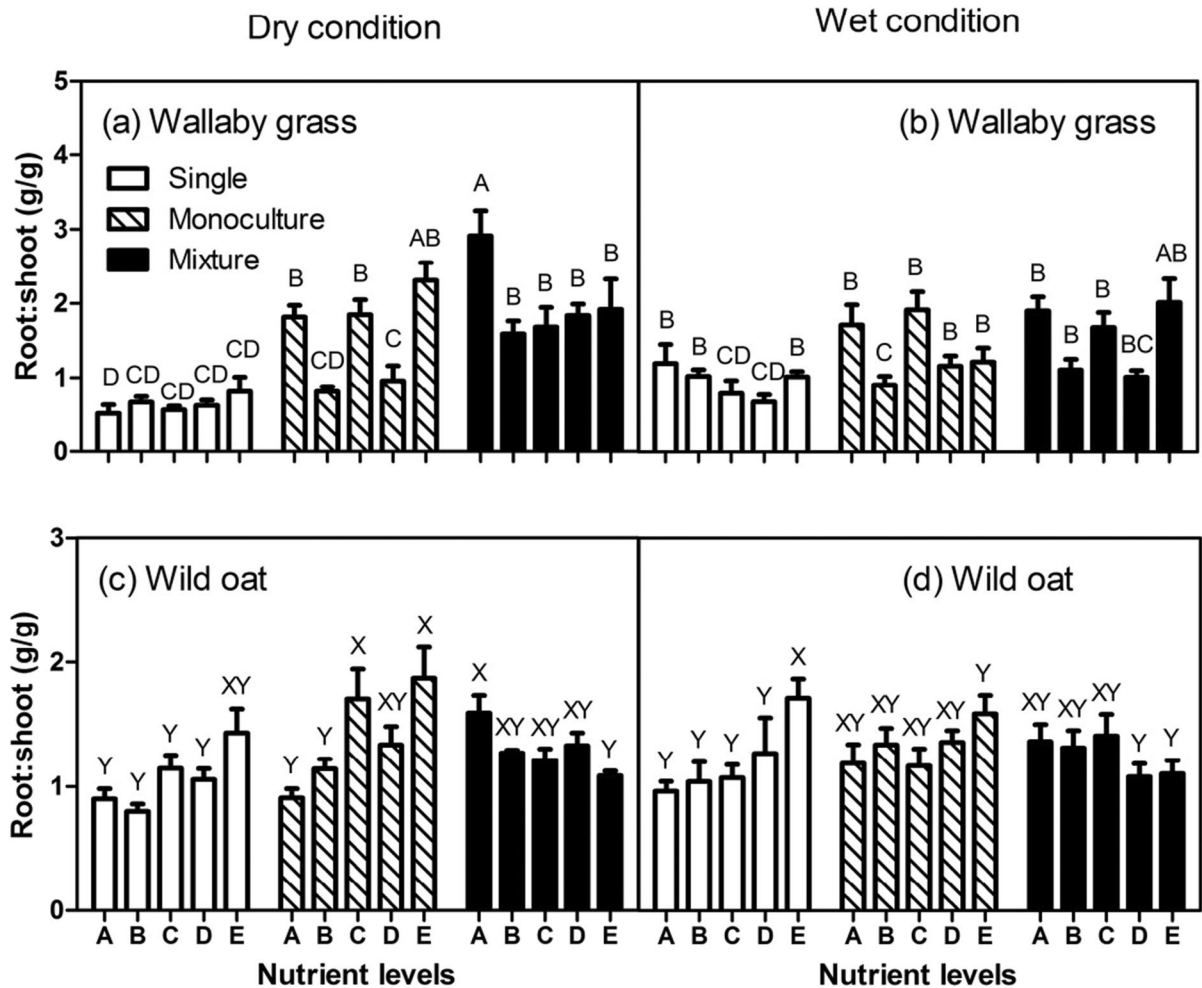 Dry condition
Wet condition
Root:shoot (g/g)
5
4
3
2
1
0
(a) Wallaby grass
Single
Monoculture
Mixture
D CD CD CD CD
B CD B C AB
A B B B B
(b) Wallaby grass
B B CD CD B
B C B B B
B B B BC AB
Root:shoot (g/g)
3
2
1
0
(c) Wild oat
Y Y Y Y XY
Y Y X XY X
X XY XY XY Y
(d) Wild oat
Y Y Y Y X
XY XY XY XY Y
XY XY XY Y Y
A B C D E A B C D E A B C D E
A B C D E A B C D E A B C D E
Nutrient levels
Nutrient levels